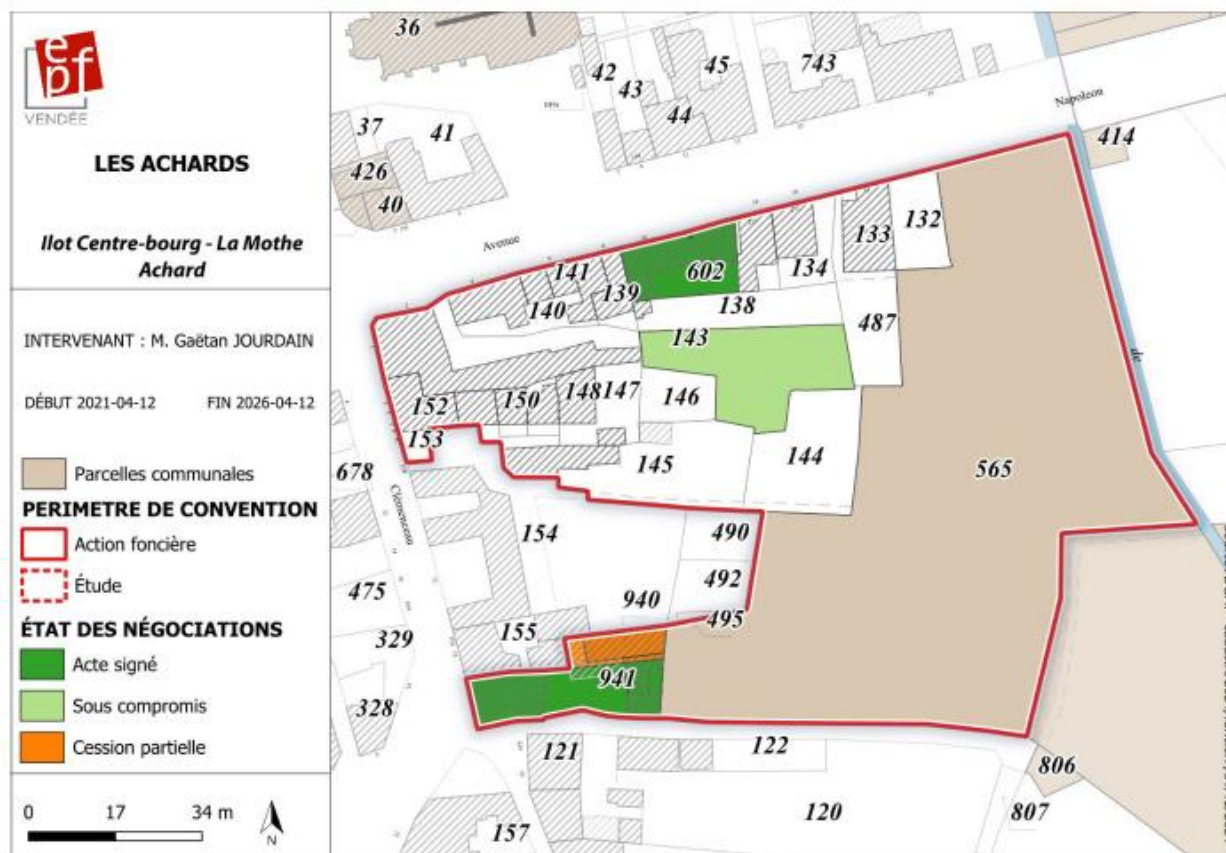 epf
VENDÉE
LES ACHARDS
Ilot Centre-bourg - La Mothe
Achard
INTERVENANT : M. Gaëtan JOURDAIN
DÉBUT 2021-04-12 FIN 2026-04-12
Parcelles communales
PERIMETRE DE CONVENTION
Action foncière
Étude
ÉTAT DES NÉGOCIATIONS
Acte signé
Sous compromis
Cession partielle
0 17 34 m
N
36
42
43
45
44
743
37
41
426
40
Napoleon
414
Avenue
141
140
139
602
134
133
132
138
143
487
de
152
150
148
147
146
153
145
144
565
678
Clémenceau
154
490
492
475
940
495
329
155
941
328
121
122
806
120
807
157